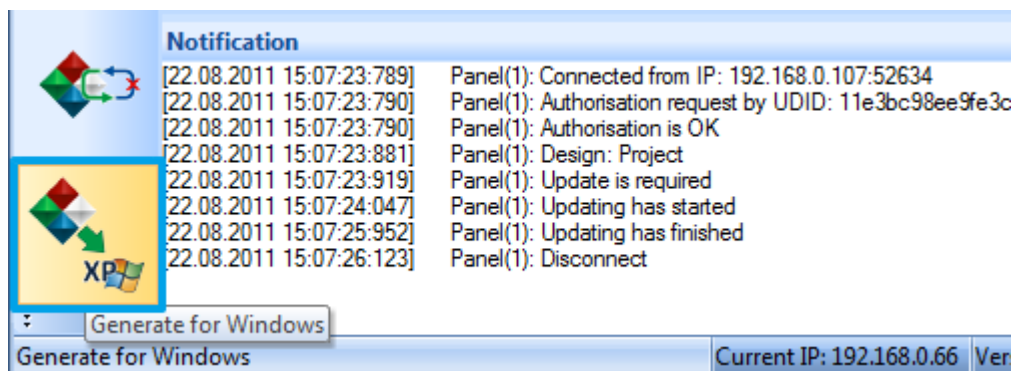 Notification
[22.08.2011 15:07:23:789] Panel(1): Connected from IP: 192.168.0.107:52634
[22.08.2011 15:07:23:790] Panel(1): Authorisation request by UDID: 11e3bc98ee9fe3c
[22.08.2011 15:07:23:790] Panel(1): Authorisation is OK
[22.08.2011 15:07:23:881] Panel(1): Design: Project
[22.08.2011 15:07:23:919] Panel(1): Update is required
[22.08.2011 15:07:24:047] Panel(1): Updating has started
[22.08.2011 15:07:25:952] Panel(1): Updating has finished
[22.08.2011 15:07:26:123] Panel(1): Disconnect
XP
Generate for Windows
Generate for Windows Current IP: 192.168.0.66 Ver